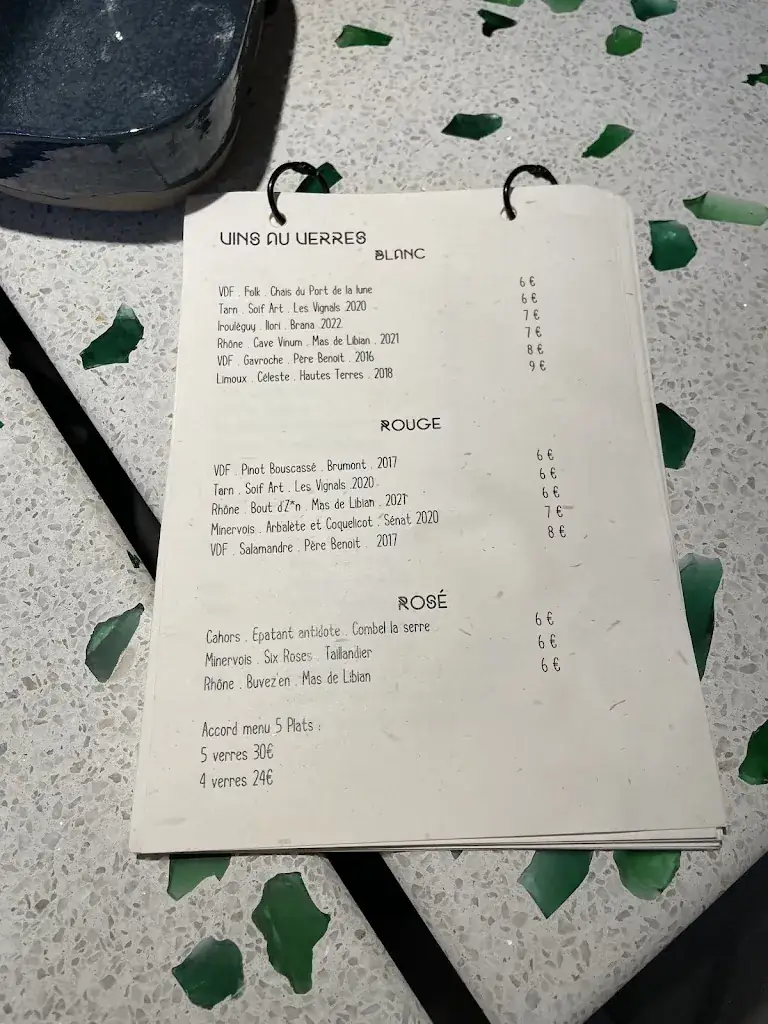 VINS AU VERRES
BLANC
VDF . Folk . Chais du Port de la lune 6 €
Tarn . Soif Art . Les Vignals .2020 6 €
Irouléguy . Ilori . Brana .2022 7 €
Rhône . Cave Vinum . Mas de Libian . 2021 7 €
VDF . Gavroche . Père Benoit . 2016 8 €
Limoux . Céleste . Hautes Terres . 2018 9 €
ROUGE
VDF . Pinot Bouscassé . Brumont . 2017 6 €
Tarn . Soif Art . Les Vignals .2020 6 €
Rhône . Bout d'Z*n . Mas de Libian . 2021 6 €
Minervois . Arbalète et Coquelicot . Sénat 2020 7 €
VDF . Salamandre . Père Benoit . 2017 8 €
ROSÉ
Cahors . Epatant antidote . Combel la serre 6 €
Minervois . Six Roses . Taillandier 6 €
Rhône . Buvez'en . Mas de Libian 6 €
Accord menu 5 Plats :
5 verres 30€
4 verres 24€